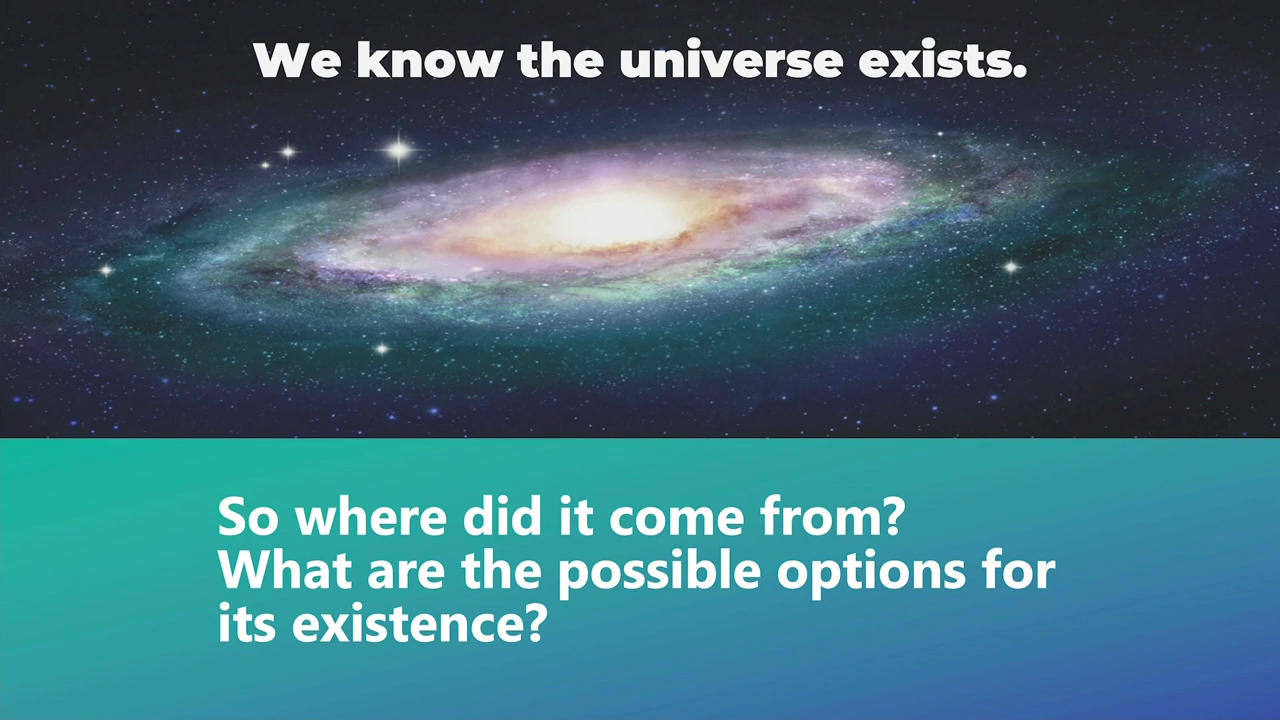 We know the universe exists.
So where did it come from?
What are the possible options for
its existence?